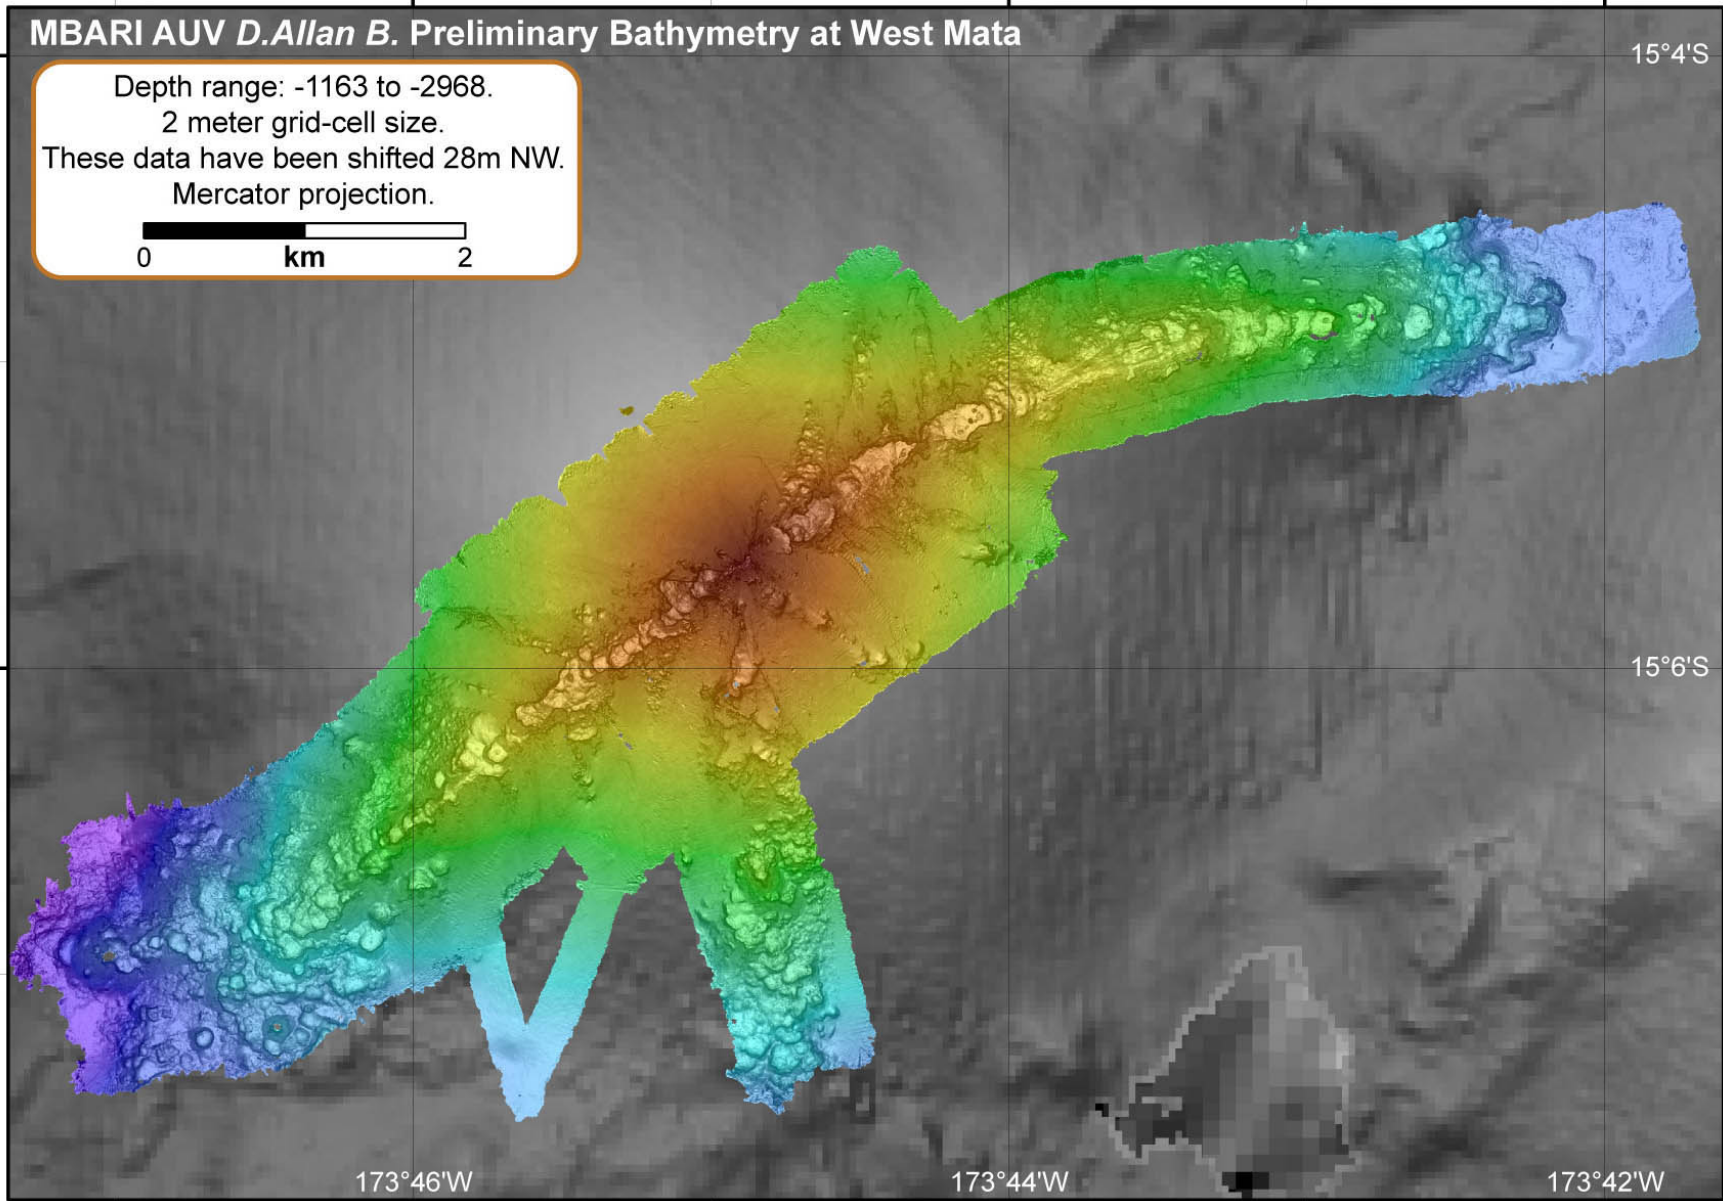 MBARI AUV D.Allan B. Preliminary Bathymetry at West Mata
Depth range: -1163 to -2968.
2 meter grid-cell size.
These data have been shifted 28m NW.
Mercator projection.
0 km 2
15°4'S
15°6'S
173°46'W 173°44'W 173°42'W